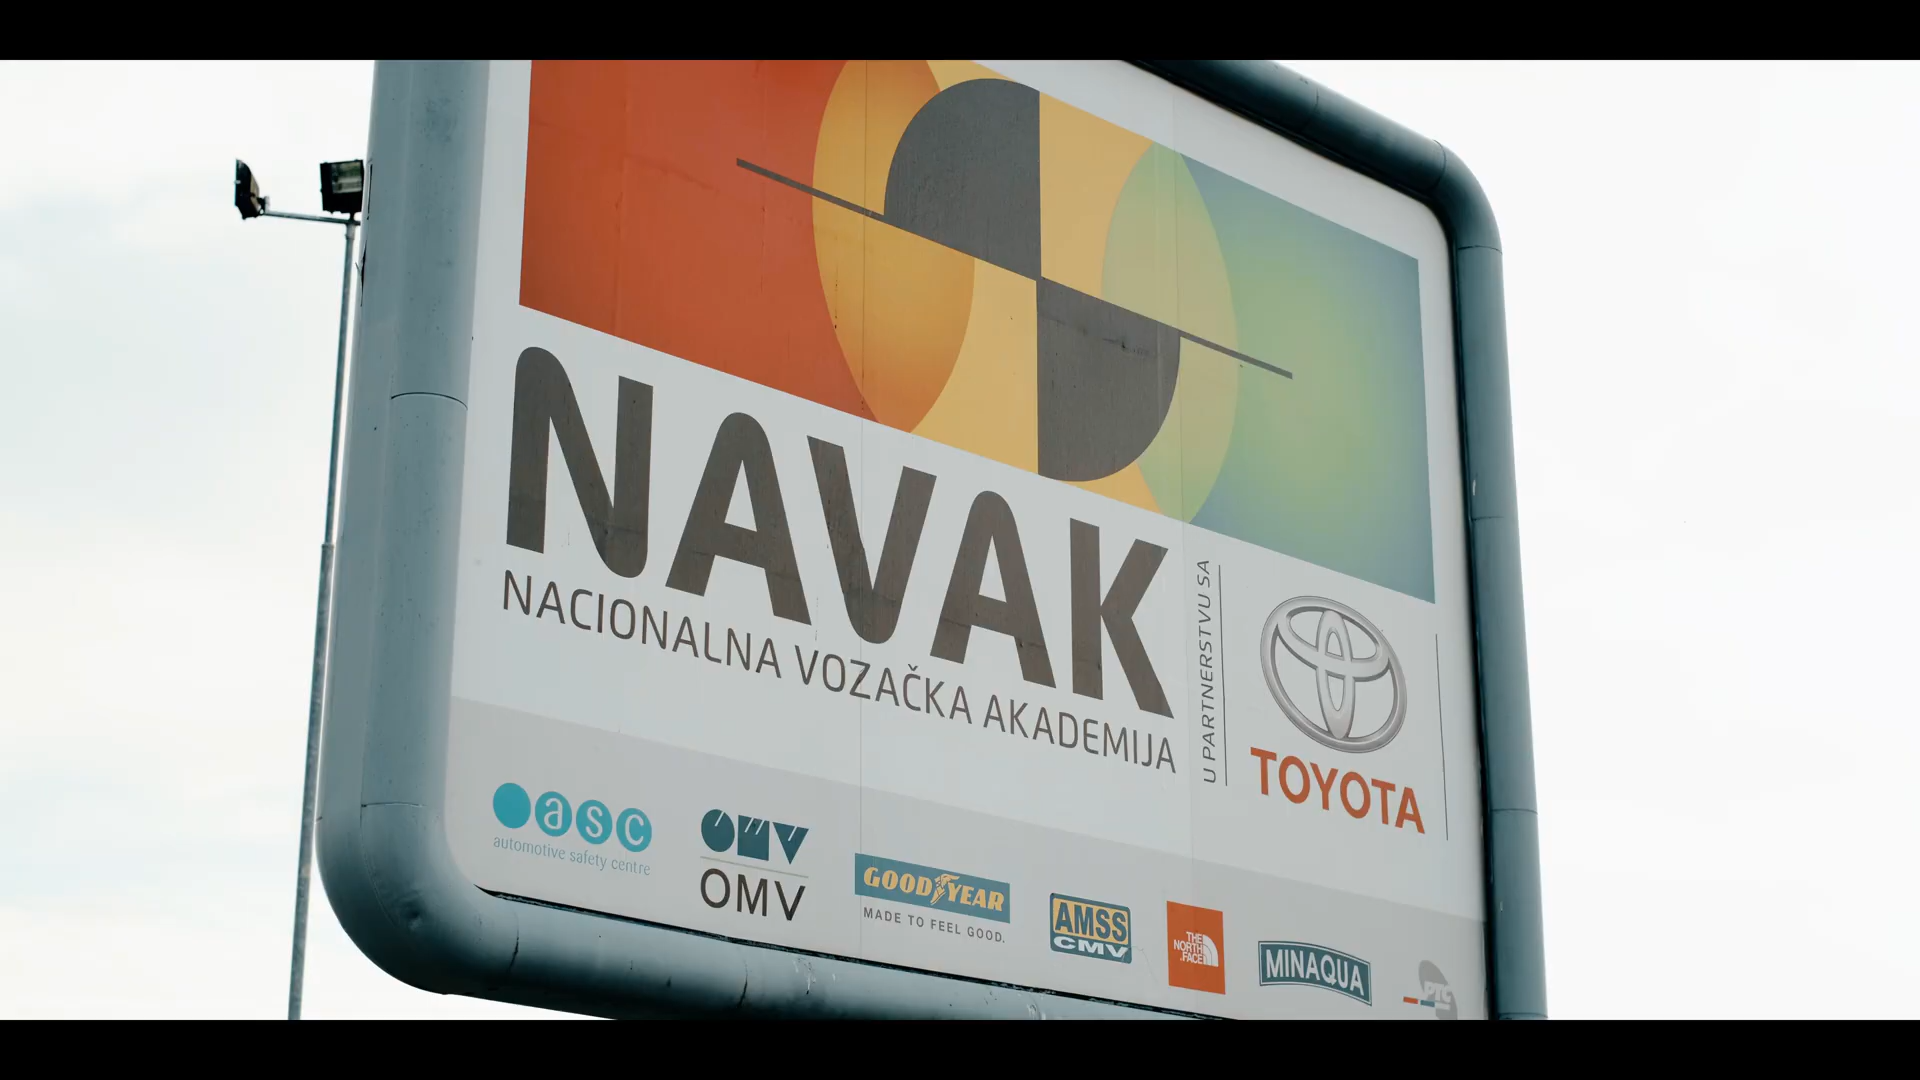 NAVAK
NACIONALNA VOZAČKA AKADEMIJA
U PARTNERSTVU SA
TOYOTA
asc
automotive safety centre
OMV
OMV
GOODYEAR
MADE TO FEEL GOOD.
AMSS
CMV
THE
NORTH
FACE
MINAQUA
PTC